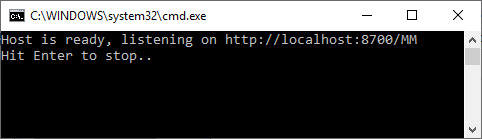 C:\WINDOWS\system32\cmd.exe
Host is ready, listening on http://localhost:8700/MM
Hit Enter to stop..